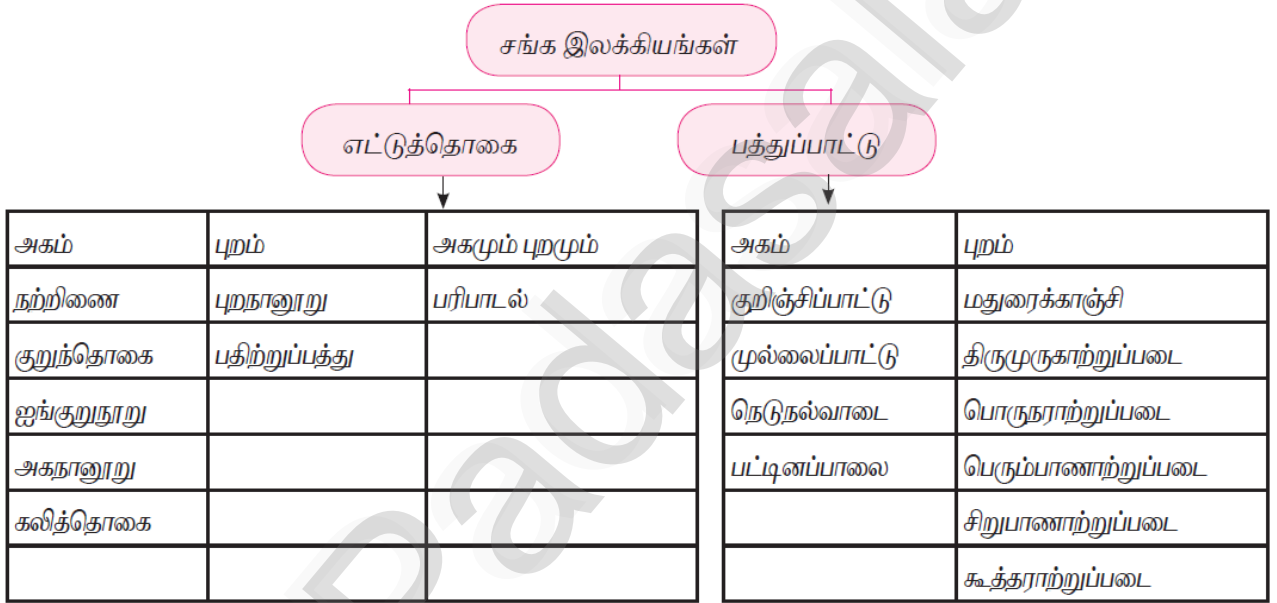 சங்க இலக்கியங்கள்
எட்டுத்தொகை
பத்துப்பாட்டு
அகம் புறம் அகமும் புறமும்
நற்றிணை புறநானூறு பரிபாடல்
குறுந்தொகை பதிற்றுப்பத்து
ஐங்குறுநூறு
அகநானூறு
கலித்தொகை
அகம் புறம்
குறிஞ்சிப்பாட்டு மதுரைக்காஞ்சி
முல்லைப்பாட்டு திருமுருகாற்றுப்படை
நெடுநல்வாடை பொருநராற்றுப்படை
பட்டினப்பாலை பெரும்பாணாற்றுப்படை
சிறுபாணாற்றுப்படை
கூத்தராற்றுப்படை
Padasala